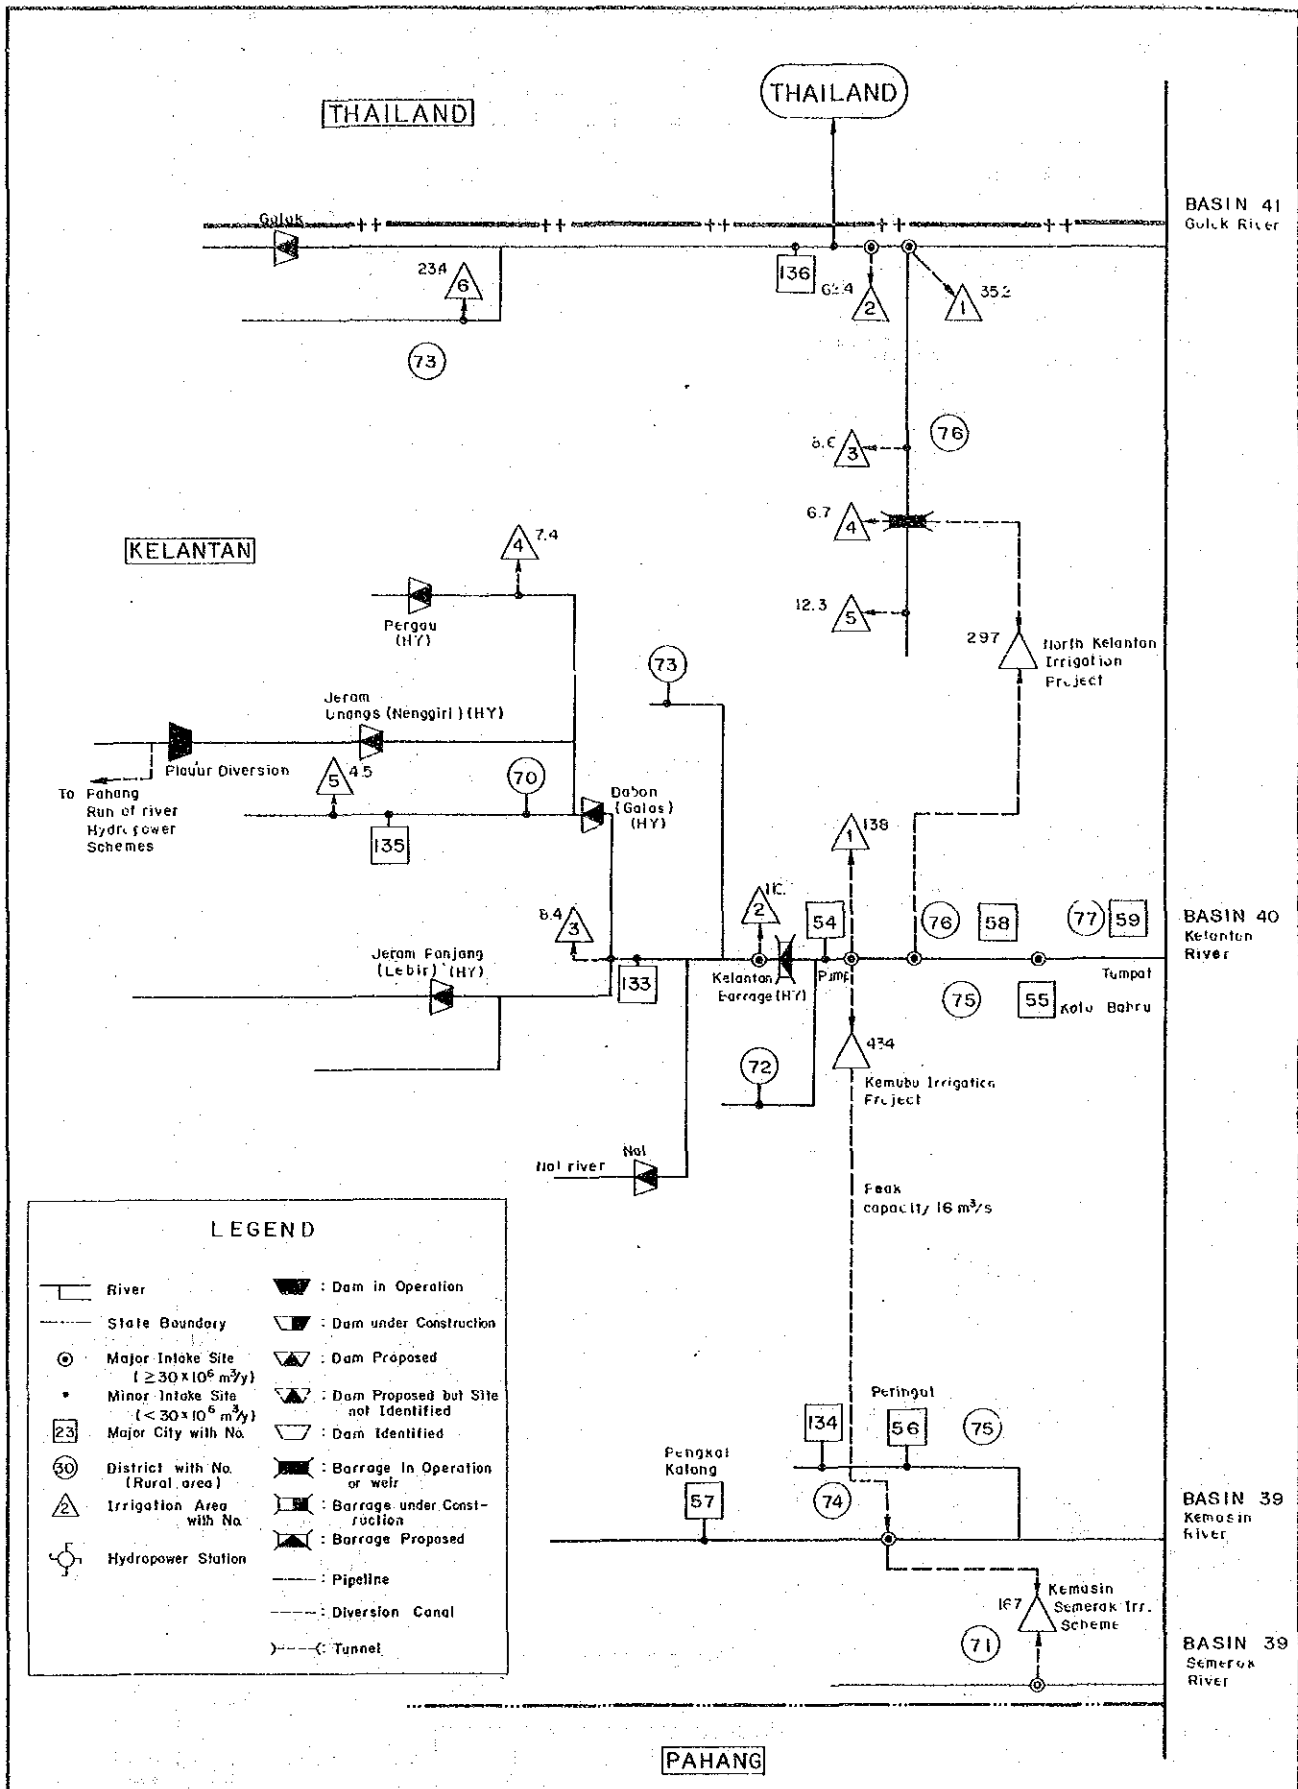 THAILAND
THAILAND
BASIN 41
Golok River
Golok
136
234
6
62.4
2
1
35.2
73
76
3
6.7
4
KELANTAN
4
7.4
12.3
5
Pergau
(HY)
297
North Kelantan
Irrigation
Project
73
Jeram
(Nenggiri) (HY)
Diversion
5
4.5
70
Dabon
(Galas)
(HY)
To Pahang
Run of river
Hydropower
Schemes
135
1
138
8.4
3
2
54
76
58
77
59
BASIN 40
Kelantan
River
Jeram Panjang
(Lebir) (HY)
133
Kelantan
Barrage (HY)
Pump
Tumpat
75
55
Kota Bahru
434
72
Kemubu Irrigation
Project
Nal
Nal river
Peak
capacity 16 m³/s
LEGEND
River
: Dam in Operation
State Boundary
: Dam under Construction
Major Intake Site
(≥30×10⁶ m³/y)
: Dam Proposed
Minor Intake Site
(<30×10⁶ m³/y)
: Dam Proposed but Site
not Identified
23
Major City with No.
: Dam Identified
30
District with No.
(Rural area)
: Barrage In Operation
or weir
2
Irrigation Area
with No.
: Barrage under Const-
ruction
: Barrage Proposed
Hydropower Station
: Pipeline
: Diversion Canal
: Tunnel
Peringat
134
56
75
Pengkal
Kalong
57
74
BASIN 39
Kemasin
River
167
Kemasin
Semerak Irr.
Scheme
71
BASIN 39
Semerak
River
PAHANG